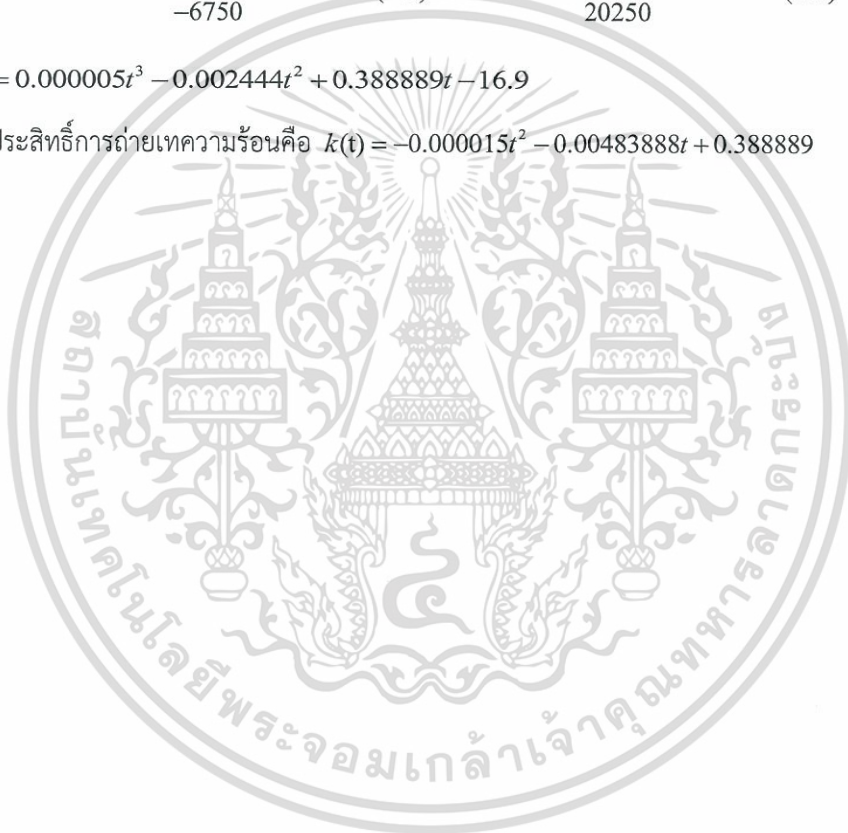 −6750 20250
= 0.000005t³ − 0.002444t² + 0.388889t − 16.9
ประสิทธิ์การถ่ายเทความร้อนคือ k(t) = −0.000015t² − 0.00483888t + 0.388889
สถาบันเทคโนโลยีพระจอมเกล้าเจ้าคุณทหารลาดกระบัง